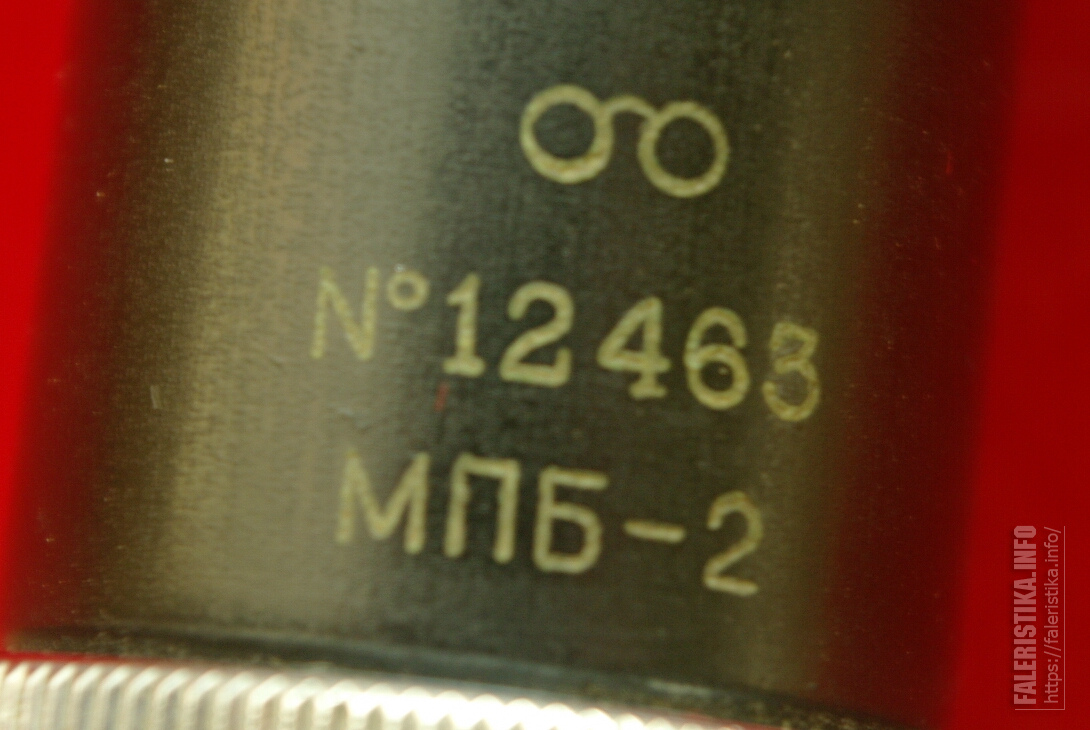 №12463
МПБ-2
FALERISTIKA.INFO
https://faleristika.info/